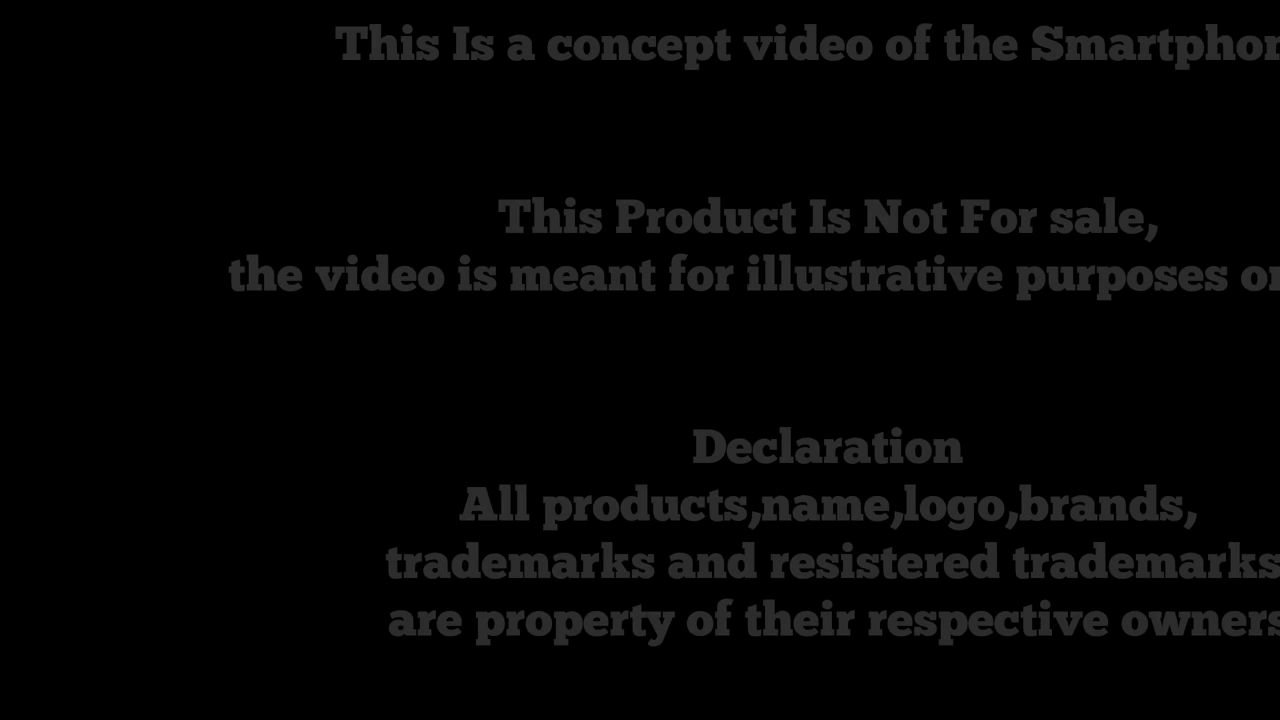 This Is a concept video of the Smartphon
This Product Is Not For sale,
the video is meant for illustrative purposes on
Declaration
All products,name,logo,brands,
trademarks and resistered trademarks
are property of their respective owners